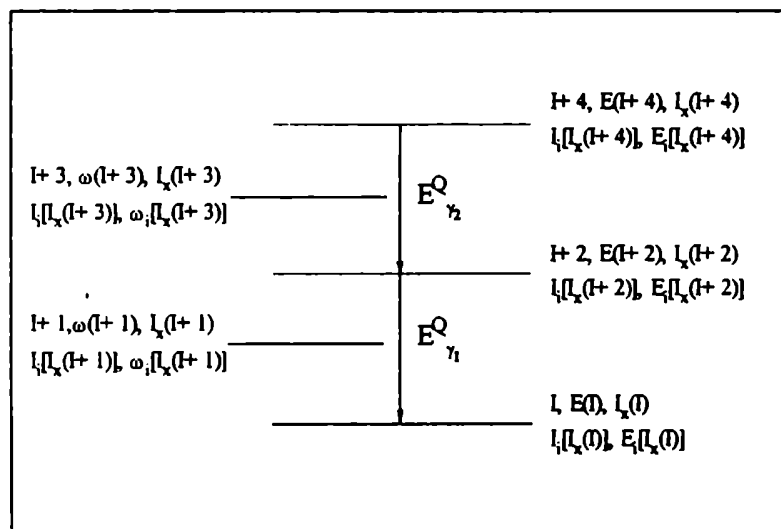 I+ 4, E(I+ 4), I_x(I+ 4)
I_i[I_x(I+ 4)], E_i[I_x(I+ 4)]
I+ 3, ω(I+ 3), I_x(I+ 3)
I_i[I_x(I+ 3)], ω_i[I_x(I+ 3)]
E^Q_γ2
I+ 2, E(I+ 2), I_x(I+ 2)
I_i[I_x(I+ 2)], E_i[I_x(I+ 2)]
I+ 1,ω(I+ 1), I_x(I+ 1)
I_i[I_x(I+ 1)], ω_i[I_x(I+ 1)]
E^Q_γ1
I, E(I), I_x(I)
I_i[I_x(I)], E_i[I_x(I)]